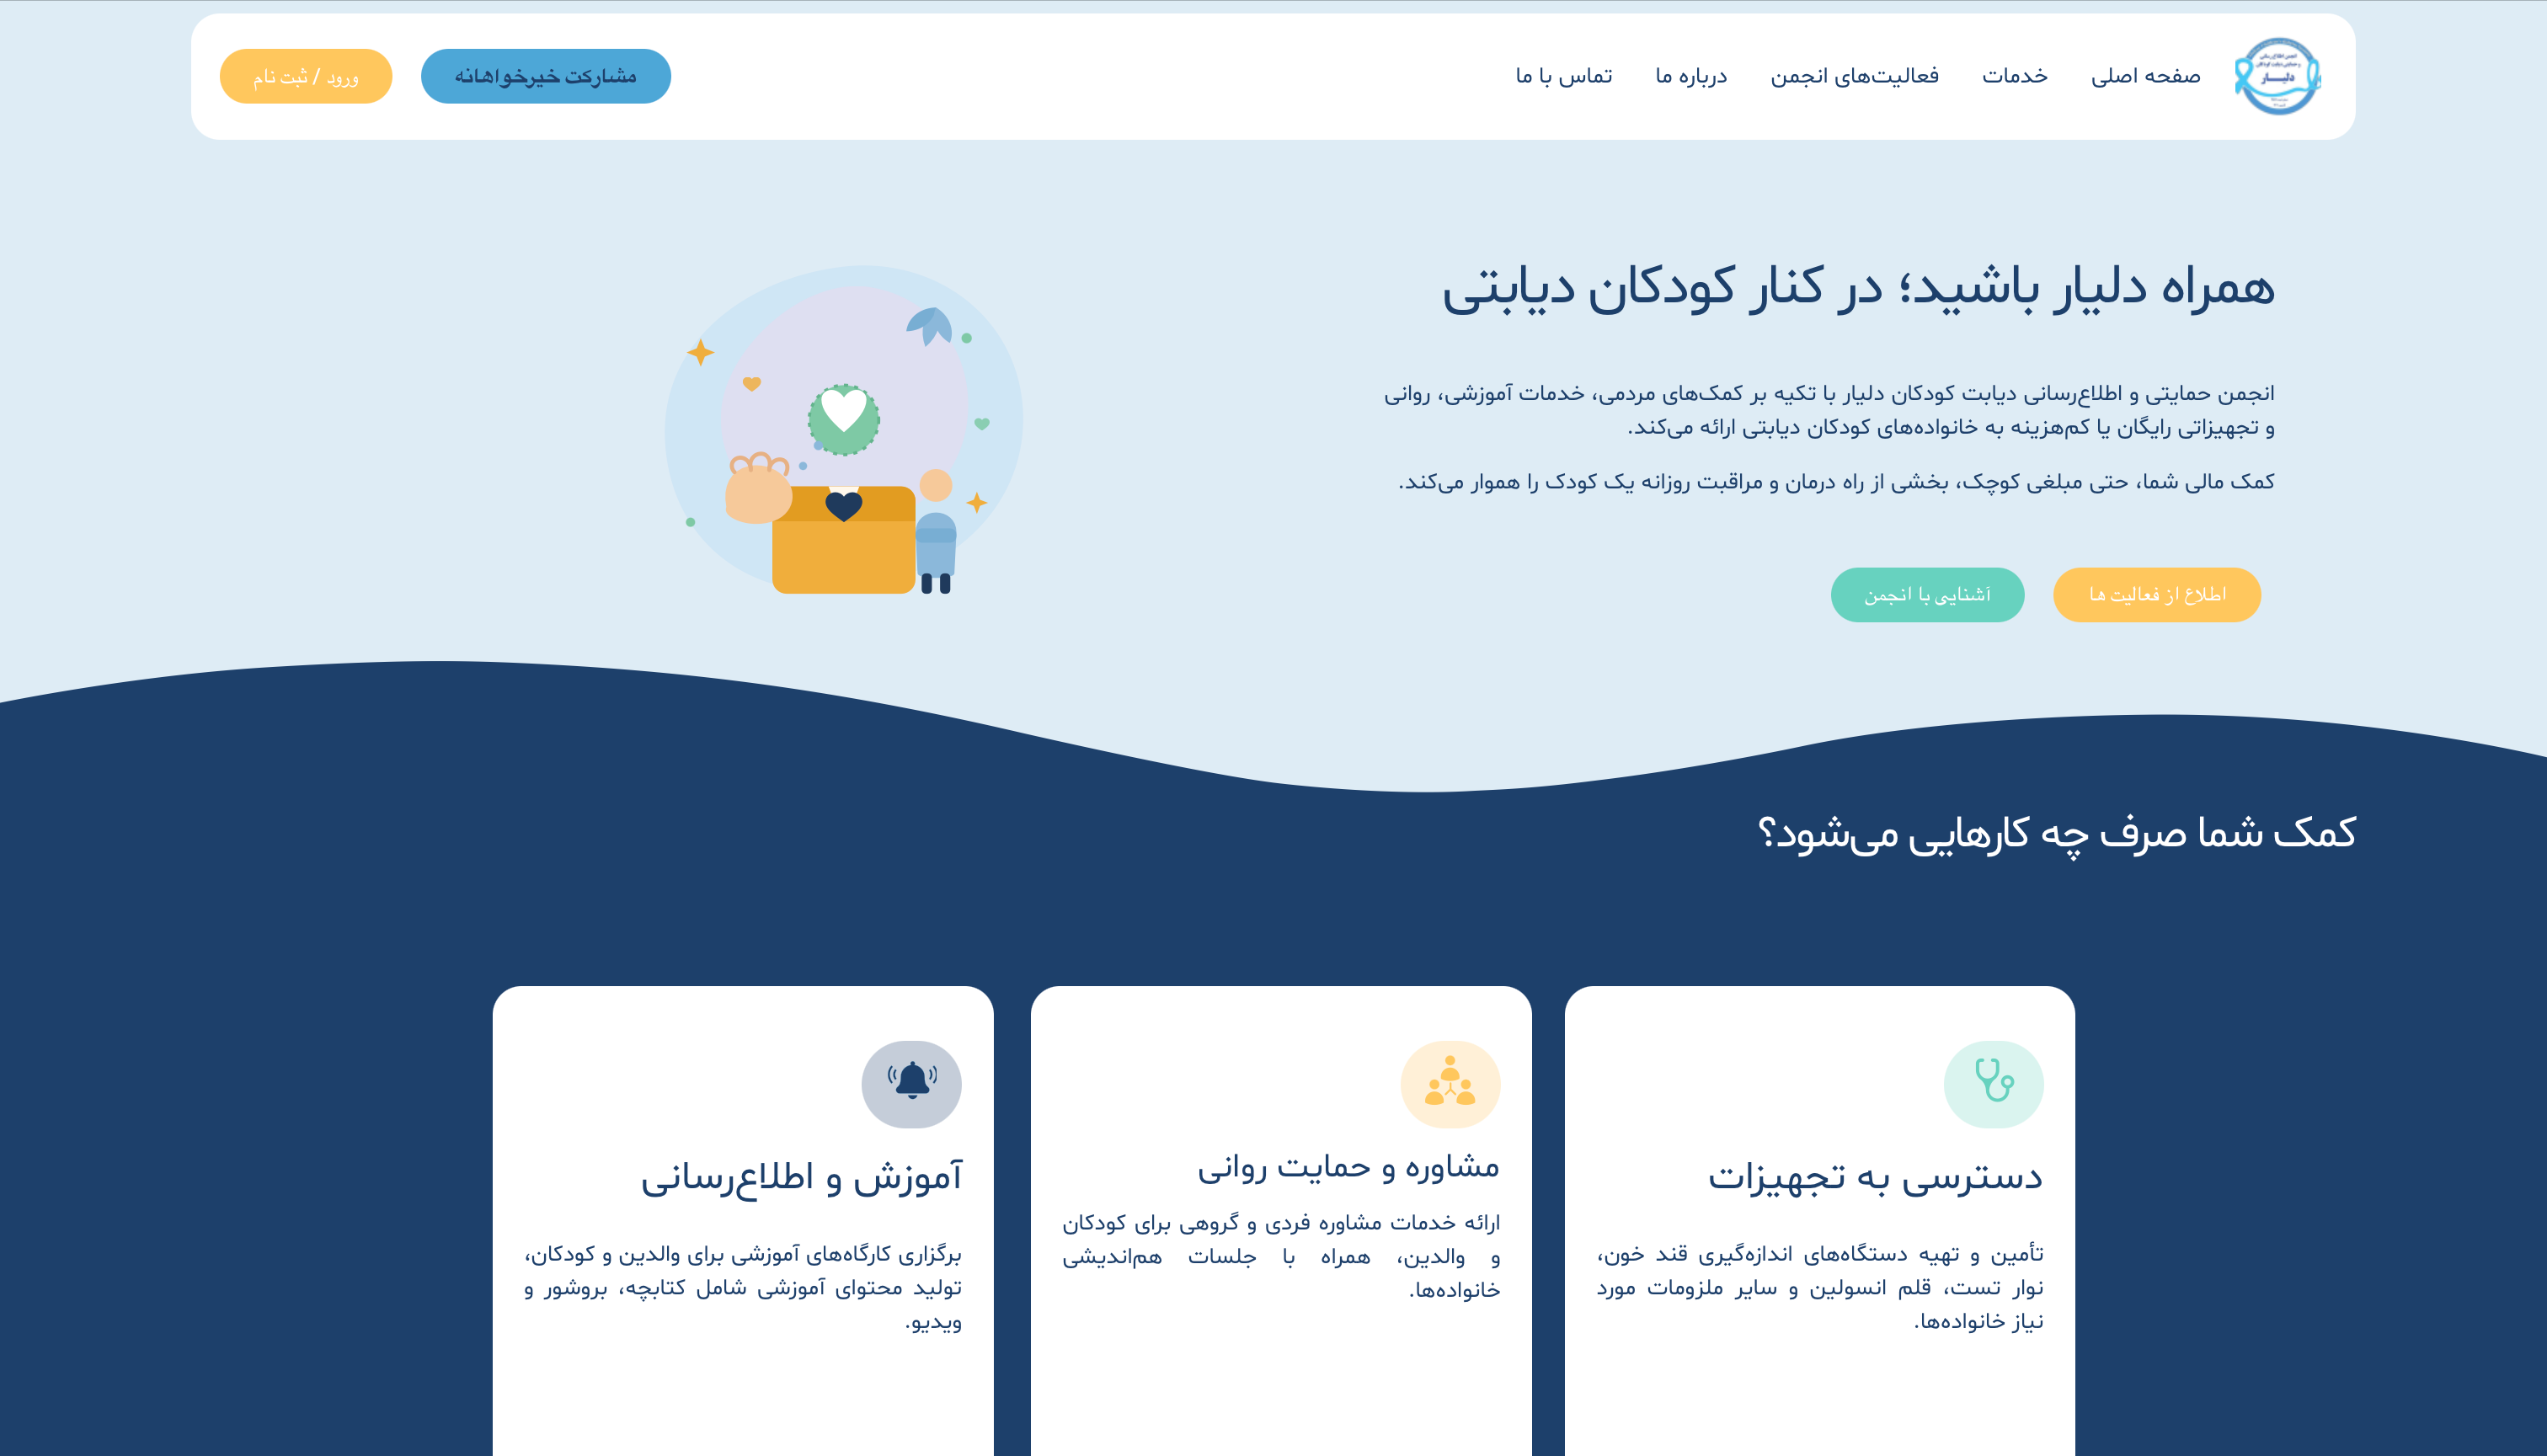 دلیار
صفحه اصلی
خدمات
فعالیت‌های انجمن
درباره ما
تماس با ما
مشارکت خیرخواهانه
ورود / ثبت نام
همراه دلیار باشید؛ در کنار کودکان دیابتی
انجمن حمایتی و اطلاع‌رسانی دیابت کودکان دلیار با تکیه بر کمک‌های مردمی، خدمات آموزشی، روانی
و تجهیزاتی رایگان یا کم‌هزینه به خانواده‌های کودکان دیابتی ارائه می‌کند.
کمک مالی شما، حتی مبلغی کوچک، بخشی از راه درمان و مراقبت روزانه یک کودک را هموار می‌کند.
اطلاع از فعالیت ها
آشنایی با انجمن
کمک شما صرف چه کارهایی می‌شود؟
دسترسی به تجهیزات
تأمین و تهیه دستگاه‌های اندازه‌گیری قند خون،
نوار تست، قلم انسولین و سایر ملزومات مورد
نیاز خانواده‌ها.
مشاوره و حمایت روانی
ارائه خدمات مشاوره فردی و گروهی برای کودکان
و والدین، همراه با جلسات هم‌اندیشی
خانواده‌ها.
آموزش و اطلاع‌رسانی
برگزاری کارگاه‌های آموزشی برای والدین و کودکان،
تولید محتوای آموزشی شامل کتابچه، بروشور و
ویدیو.